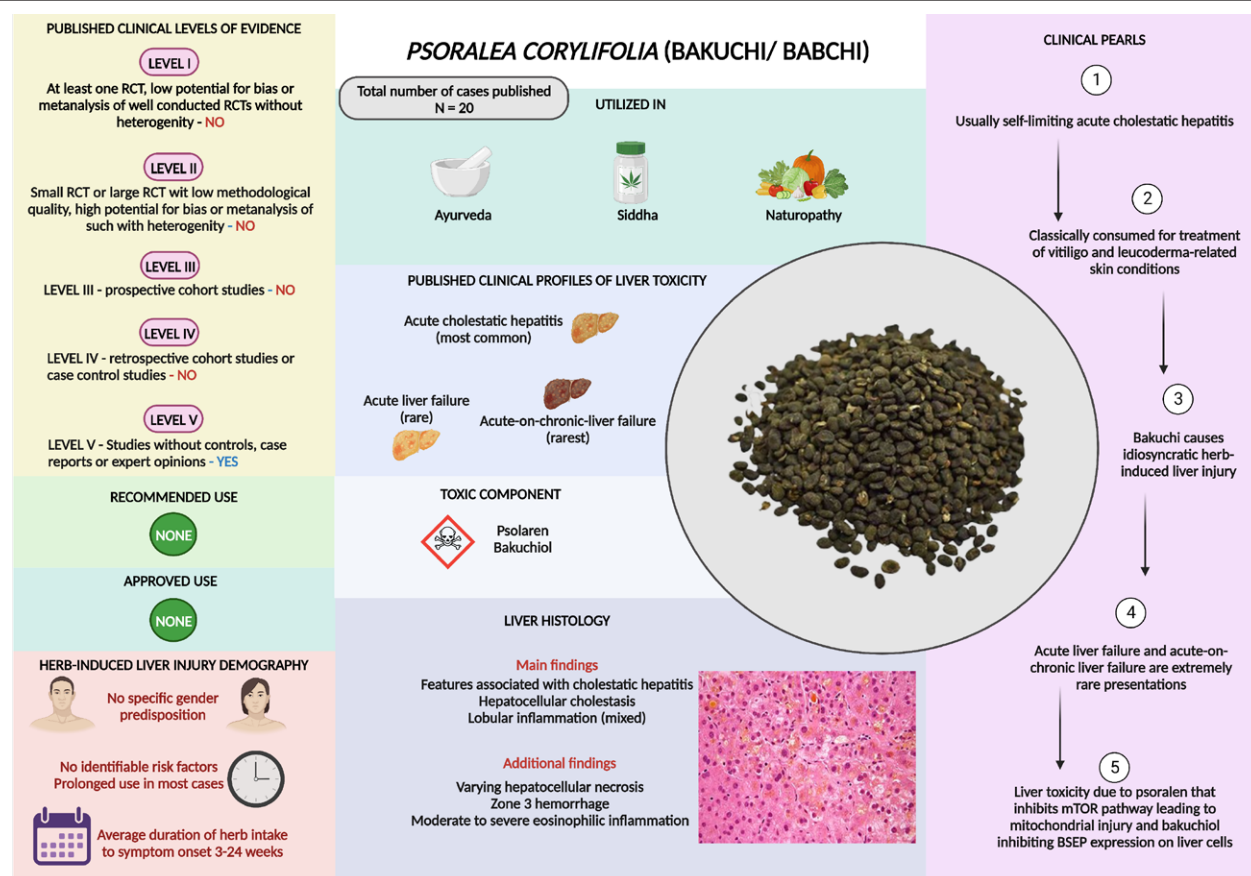 PUBLISHED CLINICAL LEVELS OF EVIDENCE
LEVEL I
At least one RCT, low potential for bias or
metanalysis of well conducted RCTs without
heterogenity - NO
LEVEL II
Small RCT or large RCT wit low methodological
quality, high potential for bias or metanalysis of
such with heterogenity - NO
LEVEL III
LEVEL III - prospective cohort studies - NO
LEVEL IV
LEVEL IV - retrospective cohort studies or
case control studies - NO
LEVEL V
LEVEL V - Studies without controls, case
reports or expert opinions - YES
RECOMMENDED USE
NONE
APPROVED USE
NONE
HERB-INDUCED LIVER INJURY DEMOGRAPHY
No specific gender
predisposition
No identifiable risk factors
Prolonged use in most cases
Average duration of herb intake
to symptom onset 3-24 weeks
PSORALEA CORYLIFOLIA (BAKUCHI/ BABCHI)
Total number of cases published
N = 20
UTILIZED IN
Ayurveda
Siddha
Naturopathy
PUBLISHED CLINICAL PROFILES OF LIVER TOXICITY
Acute cholestatic hepatitis
(most common)
Acute liver failure
(rare)
Acute-on-chronic-liver failure
(rarest)
TOXIC COMPONENT
Psolaren
Bakuchiol
LIVER HISTOLOGY
Main findings
Features associated with cholestatic hepatitis
Hepatocellular cholestasis
Lobular inflammation (mixed)
Additional findings
Varying hepatocellular necrosis
Zone 3 hemorrhage
Moderate to severe eosinophilic inflammation
CLINICAL PEARLS
1
Usually self-limiting acute cholestatic hepatitis
2
Classically consumed for treatment
of vitiligo and leucoderma-related
skin conditions
3
Bakuchi causes
idiosyncratic herb-
induced liver injury
4
Acute liver failure and acute-on-
chronic liver failure are extremely
rare presentations
5
Liver toxicity due to psoralen that
inhibits mTOR pathway leading to
mitochondrial injury and bakuchiol
inhibiting BSEP expression on liver cells